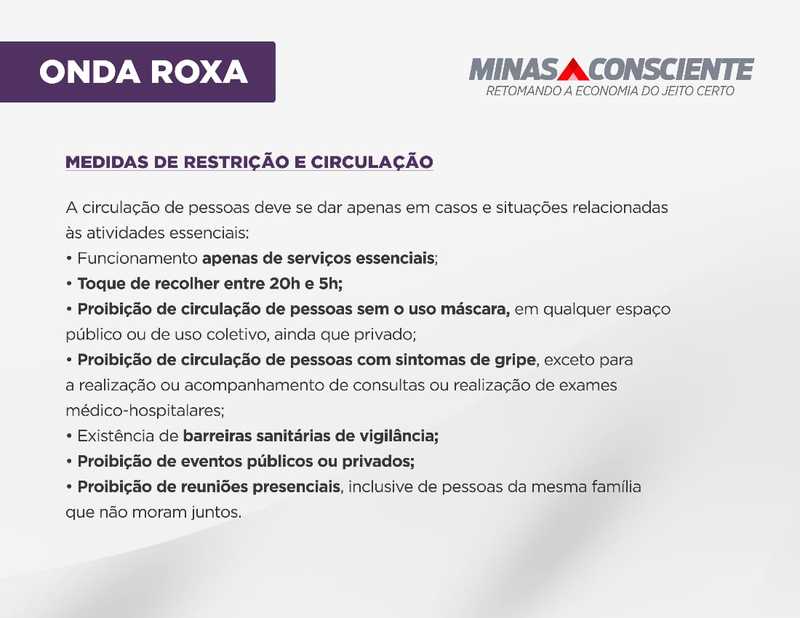 ONDA ROXA
MINAS CONSCIENTE
RETOMANDO A ECONOMIA DO JEITO CERTO
MEDIDAS DE RESTRIÇÃO E CIRCULAÇÃO
A circulação de pessoas deve se dar apenas em casos e situações relacionadas
às atividades essenciais:
• Funcionamento apenas de serviços essenciais;
• Toque de recolher entre 20h e 5h;
• Proibição de circulação de pessoas sem o uso máscara, em qualquer espaço
público ou de uso coletivo, ainda que privado;
• Proibição de circulação de pessoas com sintomas de gripe, exceto para
a realização ou acompanhamento de consultas ou realização de exames
médico-hospitalares;
• Existência de barreiras sanitárias de vigilância;
• Proibição de eventos públicos ou privados;
• Proibição de reuniões presenciais, inclusive de pessoas da mesma família
que não moram juntos.